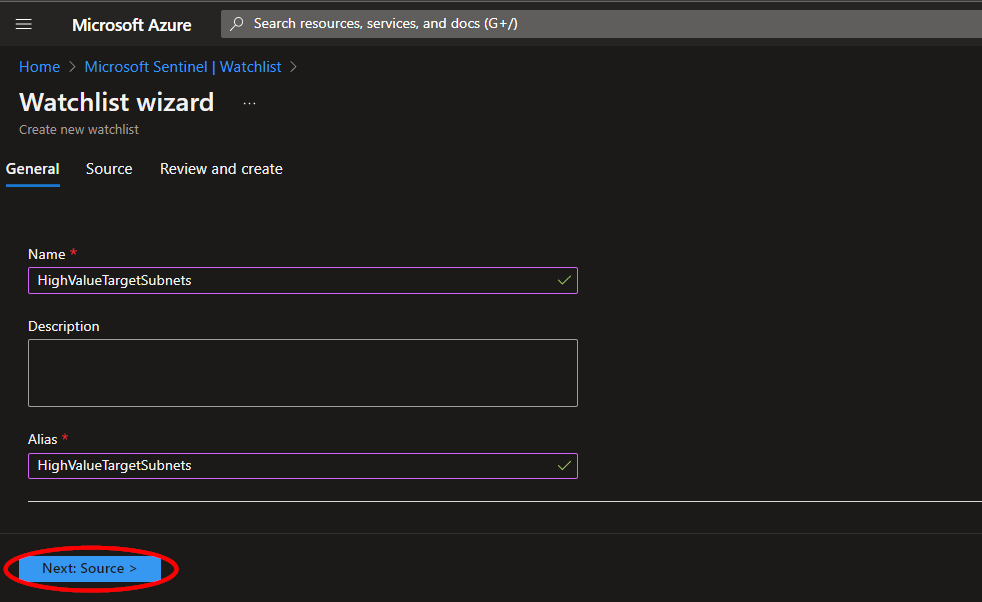 Microsoft Azure
Search resources, services, and docs (G+/)
Home > Microsoft Sentinel | Watchlist >
Watchlist wizard ...
Create new watchlist
General Source Review and create
Name *
HighValueTargetSubnets
Description
Alias *
HighValueTargetSubnets
Next: Source >